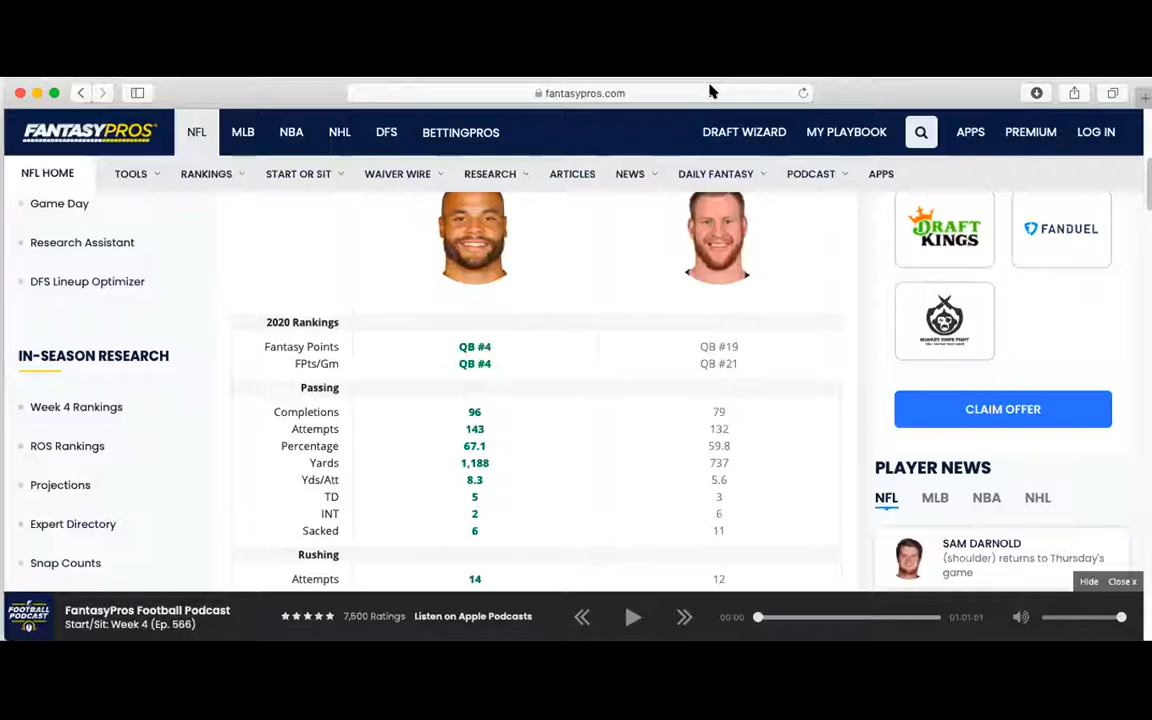 fantasypros.com
FANTASYPROS NFL MLB NBA NHL DFS BETTINGPROS DRAFT WIZARD MY PLAYBOOK APPS PREMIUM LOG IN
NFL HOME TOOLS RANKINGS START OR SIT WAIVER WIRE RESEARCH ARTICLES NEWS DAILY FANTASY PODCAST APPS
Game Day
Research Assistant
DFS Lineup Optimizer
IN-SEASON RESEARCH
Week 4 Rankings
ROS Rankings
Projections
Expert Directory
Snap Counts
2020 Rankings
Fantasy Points QB #4 QB #19
FPts/Gm QB #4 QB #21
Passing
Completions 96 79
Attempts 143 132
Percentage 67.1 59.8
Yards 1,188 737
Yds/Att 8.3 5.6
TD 5 3
INT 2 6
Sacked 6 11
Rushing
Attempts 14 12
DRAFT
KINGS
FANDUEL
MONKEY KNIFE FIGHT
CLAIM OFFER
PLAYER NEWS
NFL MLB NBA NHL
SAM DARNOLD
(shoulder) returns to Thursday's
game
Hide Close x
FOOTBALL
PODCAST
FantasyPros Football Podcast
Start/Sit: Week 4 (Ep. 566)
7,500 Ratings Listen on Apple Podcasts
00:00
01:01:51